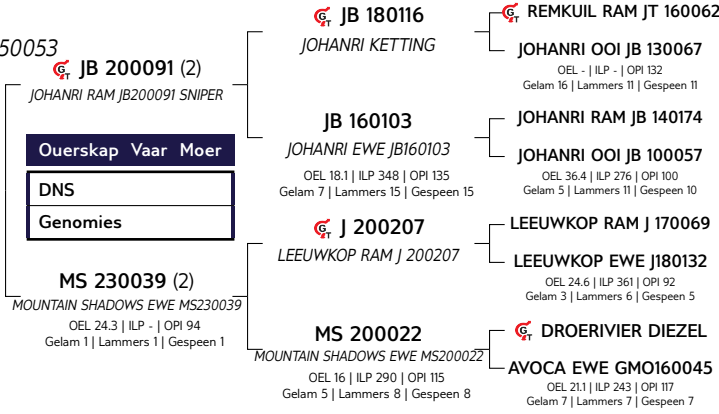 50053
GT JB 200091 (2)
JOHANRI RAM JB200091 SNIPER
Ouerskap Vaar Moer
DNS
Genomies
MS 230039 (2)
MOUNTAIN SHADOWS EWE MS230039
OEL 24.3 | ILP - | OPI 94
Gelam 1 | Lammers 1 | Gespeen 1
GT JB 180116
JOHANRI KETTING
JB 160103
JOHANRI EWE JB160103
OEL 18.1 | ILP 348 | OPI 135
Gelam 7 | Lammers 15 | Gespeen 15
GT J 200207
LEEUWKOP RAM J 200207
MS 200022
MOUNTAIN SHADOWS EWE MS200022
OEL 16 | ILP 290 | OPI 115
Gelam 5 | Lammers 8 | Gespeen 8
GT REMKUIL RAM JT 160062
JOHANRI OOI JB 130067
OEL - | ILP - | OPI 132
Gelam 16 | Lammers 11 | Gespeen 11
JOHANRI RAM JB 140174
JOHANRI OOI JB 100057
OEL 36.4 | ILP 276 | OPI 100
Gelam 5 | Lammers 11 | Gespeen 10
LEEUWKOP RAM J 170069
LEEUWKOP EWE J180132
OEL 24.6 | ILP 361 | OPI 92
Gelam 3 | Lammers 6 | Gespeen 5
GT DROERIVIER DIEZEL
AVOCA EWE GMO160045
OEL 21.1 | ILP 243 | OPI 117
Gelam 7 | Lammers 7 | Gespeen 7